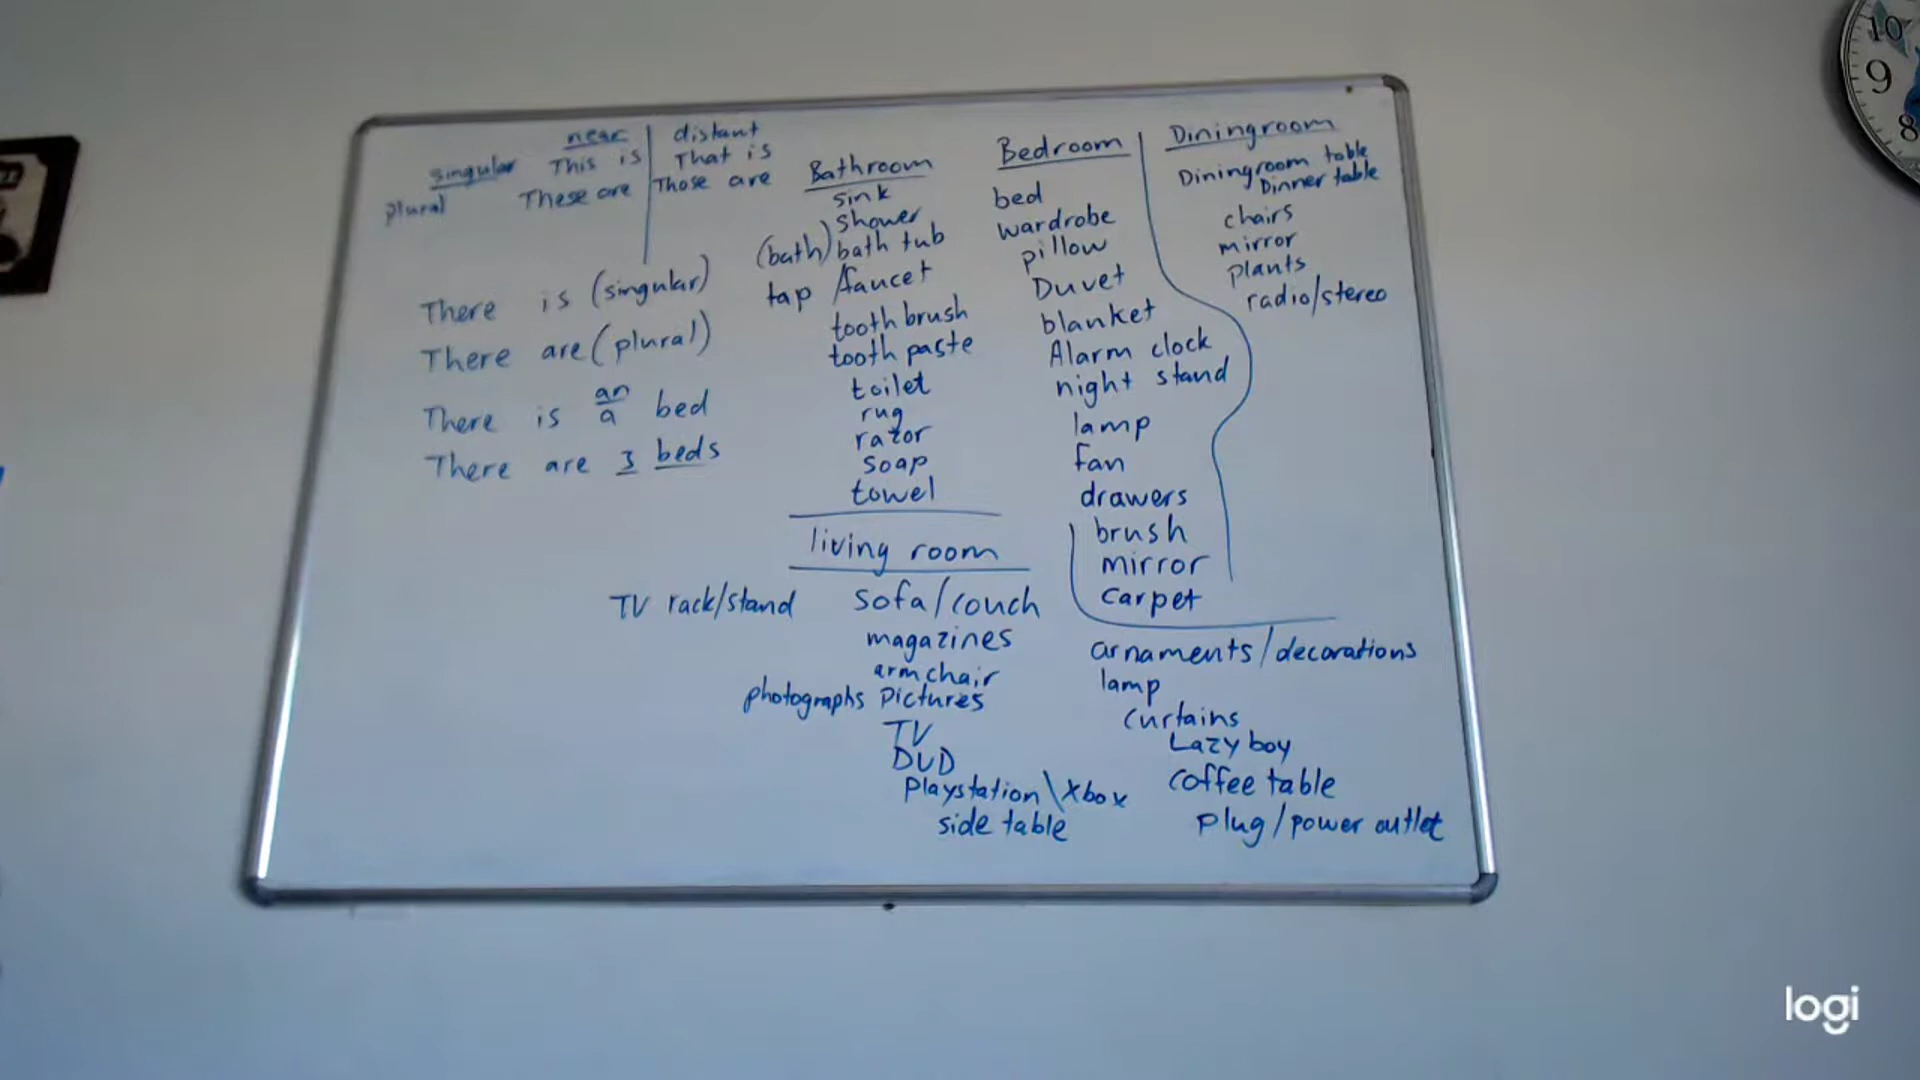 near | distant
singular This is | That is
plural These are | Those are
There is (singular)
There are (plural)
There is an/a bed
There are 3 beds
Bathroom
sink
shower
(bath) bath tub
tap /faucet
tooth brush
tooth paste
toilet
rug
razor
soap
towel
Bedroom
bed
wardrobe
pillow
Duvet
blanket
Alarm clock
night stand
lamp
fan
drawers
brush
mirror
carpet
Diningroom
Diningroom table
Dinner table
chairs
mirror
plants
radio/stereo
living room
TV rack/stand sofa/couch
magazines
armchair
photographs pictures
TV
DVD
Playstation\Xbox
side table
arnaments/decorations
lamp
curtains
Lazy boy
coffee table
plug/power outlet
10
9
8
logi